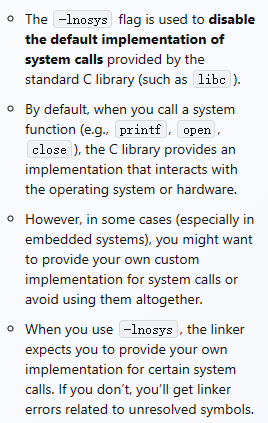 The -lnosys flag is used to disable
the default implementation of
system calls provided by the
standard C library (such as libc).
By default, when you call a system
function (e.g., printf, open,
close), the C library provides an
implementation that interacts with
the operating system or hardware.
However, in some cases (especially in
embedded systems), you might want
to provide your own custom
implementation for system calls or
avoid using them altogether.
When you use -lnosys, the linker
expects you to provide your own
implementation for certain system
calls. If you don't, you'll get linker
errors related to unresolved symbols.